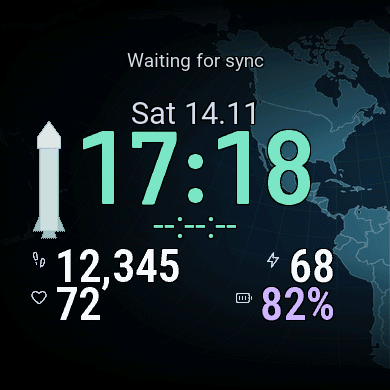 Waiting for sync
Sat 14.11
17:18
--:--:--
12,345 68
72 82%